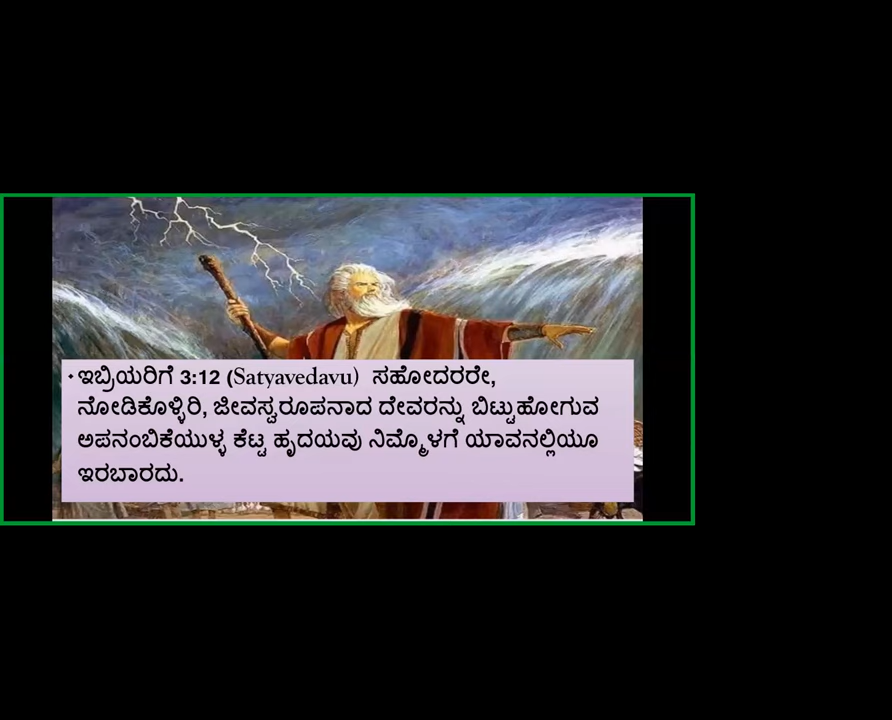 • ಇಬ್ರಿಯರಿಗೆ 3:12 (Satyavedavu) ಸಹೋದರರೇ,
ನೋಡಿಕೊಳ್ಳಿರಿ, ಜೀವಸ್ವರೂಪನಾದ ದೇವರನ್ನು ಬಿಟ್ಟುಹೋಗುವ
ಅಪನಂಬಿಕೆಯುಳ್ಳ ಕೆಟ್ಟ ಹೃದಯವು ನಿಮ್ಮೊಳಗೆ ಯಾವನಲ್ಲಿಯೂ
ಇರಬಾರದು.